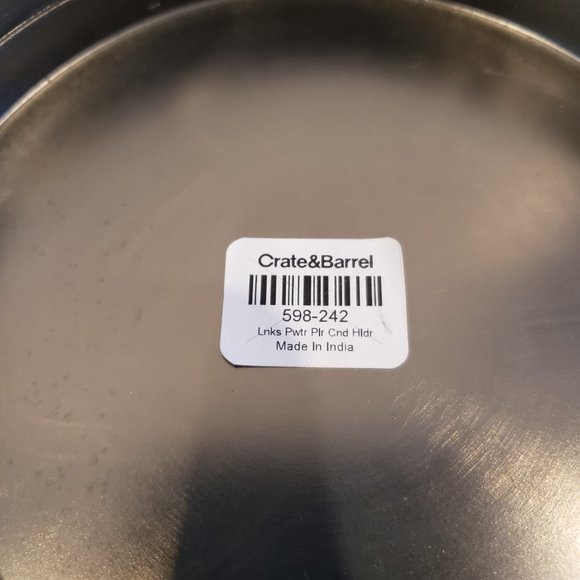 Crate&Barrel
598-242
Lnks Pwtr Plr Cnd Hldr
Made In India